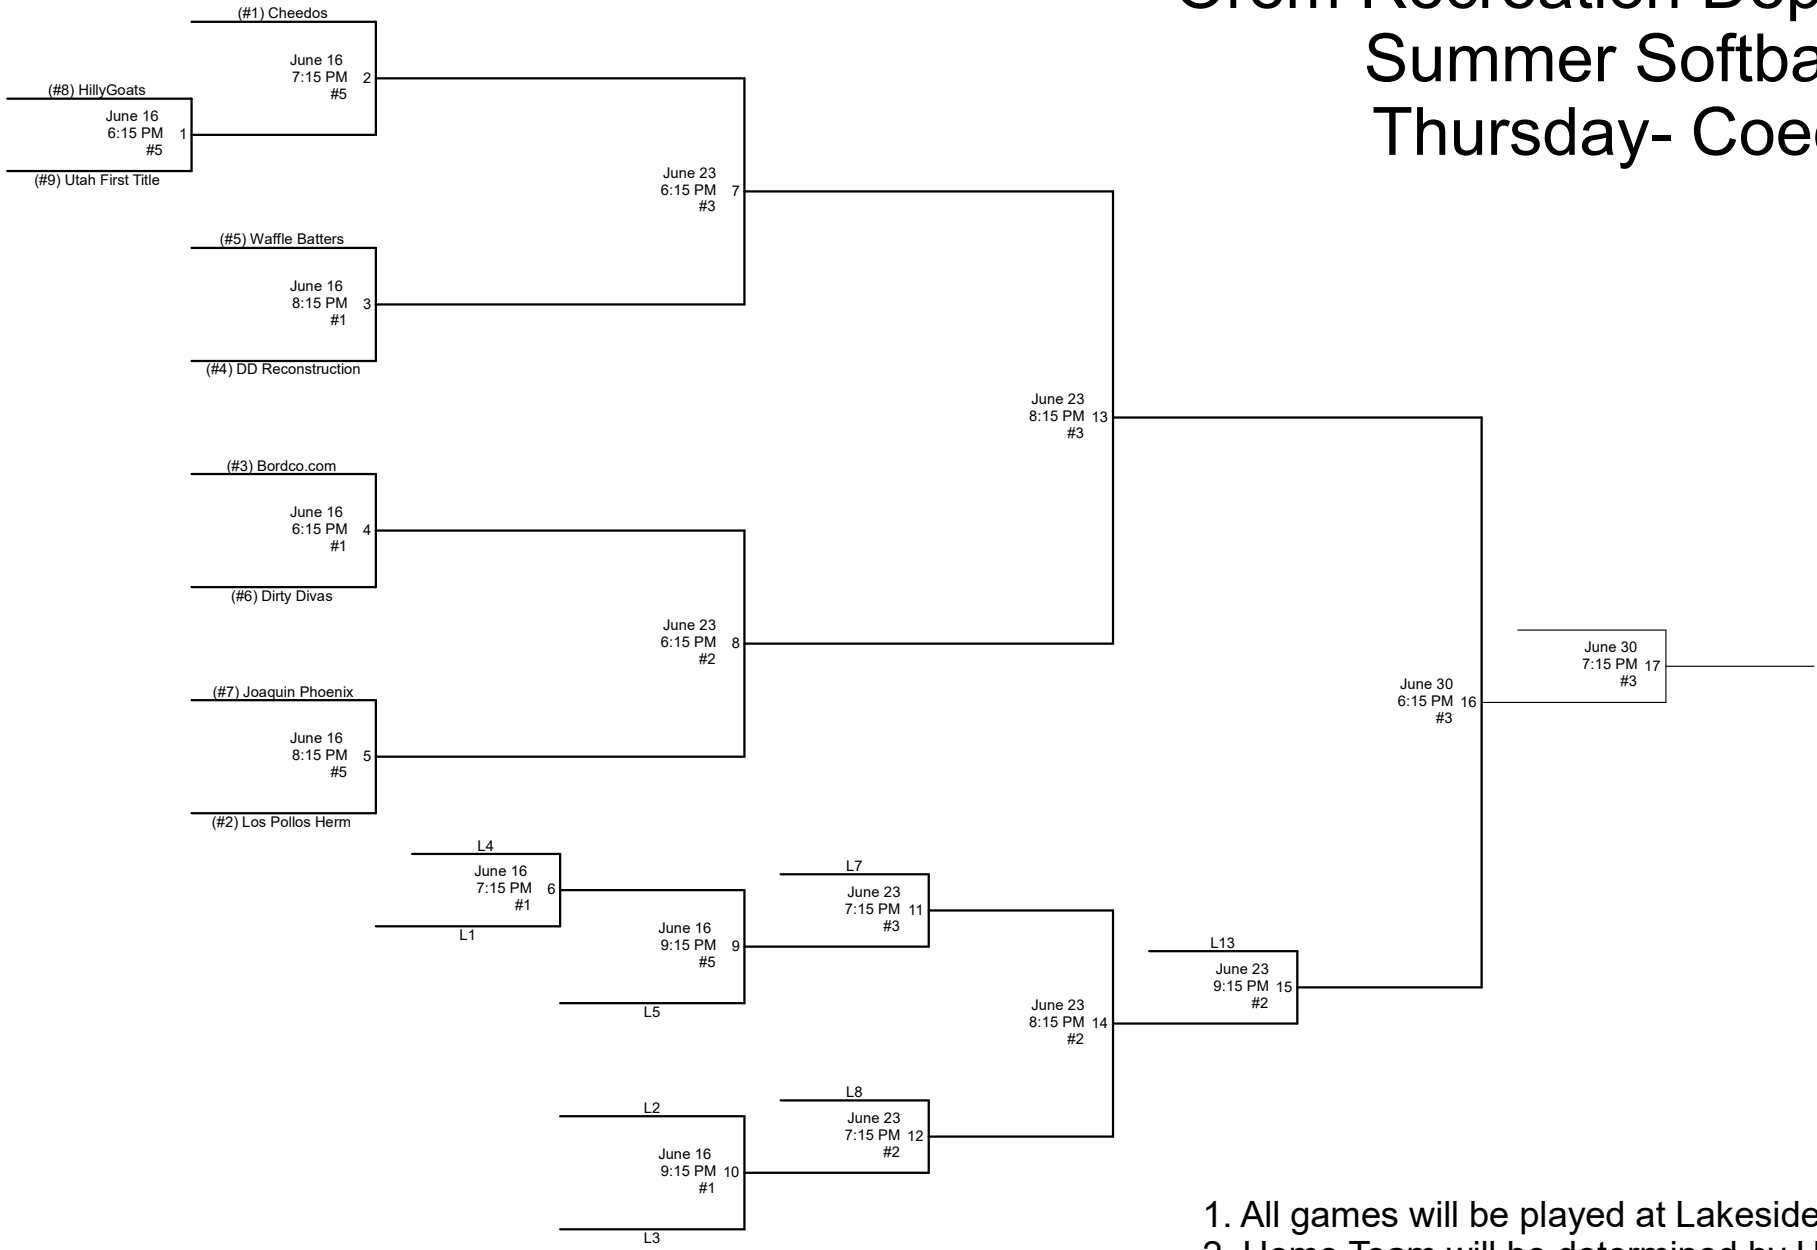 Summer
Thursday-
(#1) Cheedos
June 16
7:15 PM 2
#5
(#8) HillyGoats
June 16
6:15 PM 1
#5
(#9) Utah First Title
June 23
6:15 PM 7
#3
(#5) Waffle Batters
June 16
8:15 PM 3
#1
(#4) DD Reconstruction
June 23
8:15 PM 13
#3
(#3) Bordco.com
June 16
6:15 PM 4
#1
(#6) Dirty Divas
June 23
6:15 PM 8
#2
(#7) Joaquin Phoenix
June 16
8:15 PM 5
#5
(#2) Los Pollos Herm
June 30
6:15 PM 16
#3
June 30
7:15 PM 17
#3
L4
June 16
7:15 PM 6
#1
L1
June 16
9:15 PM 9
#5
L5
L7
June 23
7:15 PM 11
#3
L13
June 23
9:15 PM 15
#2
June 23
8:15 PM 14
#2
L2
June 16
9:15 PM 10
#1
L3
L8
June 23
7:15 PM 12
#2
1. All games will be played at Lakeside
2. Home Team will be determined by